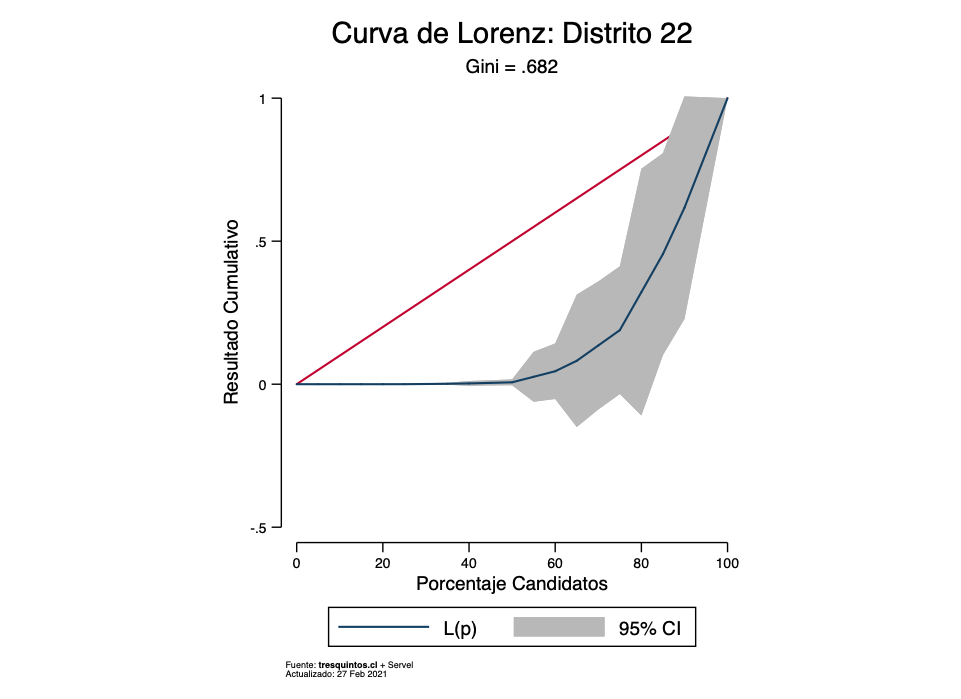 Curva de Lorenz: Distrito 22
Gini = .682
1
.5
0
-.5
Resultado Cumulativo
0 20 40 60 80 100
Porcentaje Candidatos
L(p) 95% CI
Fuente: tresquintos.cl + Servel
Actualizado: 27 Feb 2021